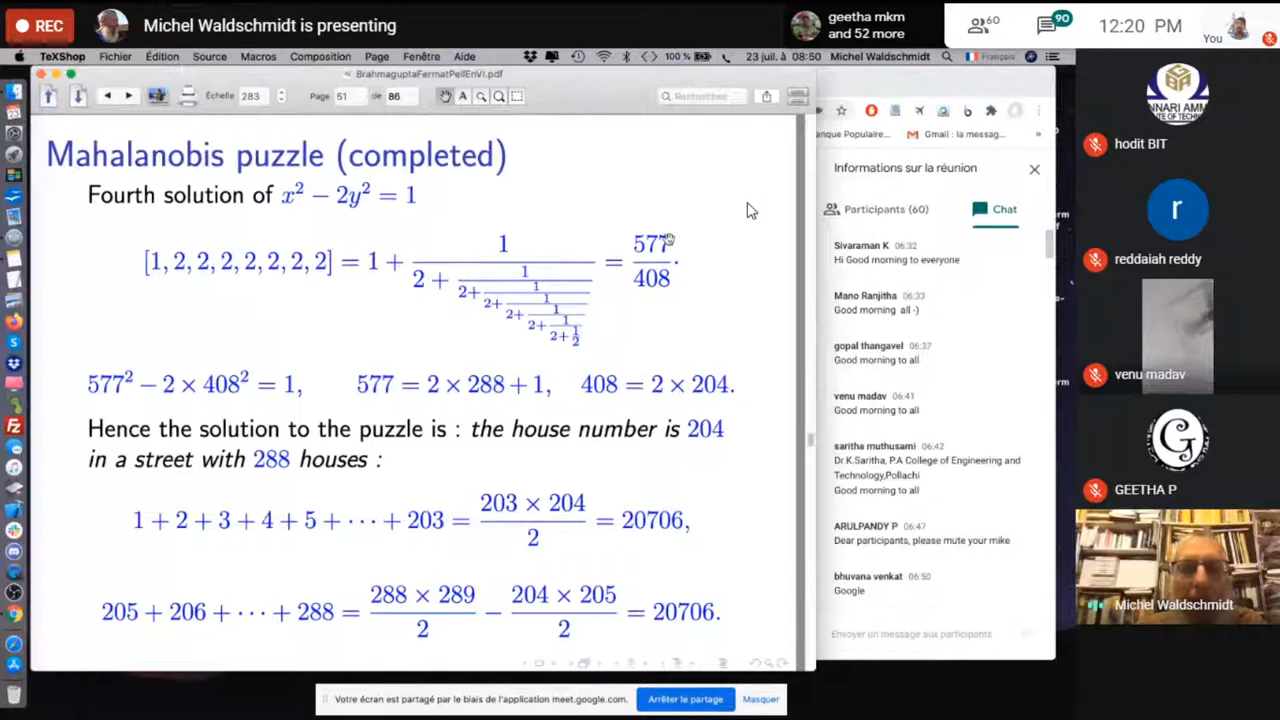 REC
Michel Waldschmidt is presenting
geetha mkm
and 52 more
60
90
12:20 PM
You
TeXShop Fichier Édition Source Macros Composition Page Fenêtre Aide
100 %
23 juil. à 08:50 Michel Waldschmidt
Français
BrahmaguptaFermatPellEnVI.pdf
Échelle 283
Page 51 de 86
Rechercher
Mahalanobis puzzle (completed)
Fourth solution of x² − 2y² = 1
[1, 2, 2, 2, 2, 2, 2, 2] = 1 + 1/(2 + 1/(2+ 1/(2+ 1/(2+ 1/(2+ 1/(2+ 1/2)))))) = 577/408.
577² − 2 × 408² = 1, 577 = 2 × 288 + 1, 408 = 2 × 204.
Hence the solution to the puzzle is : the house number is 204
in a street with 288 houses :
1 + 2 + 3 + 4 + 5 + ⋯ + 203 = (203 × 204)/2 = 20706,
205 + 206 + ⋯ + 288 = (288 × 289)/2 − (204 × 205)/2 = 20706.
anque Populaire...
Gmail : la messag...
Informations sur la réunion
Participants (60)
Chat
Sivaraman K 06:32
Hi Good morning to everyone
Mano Ranjitha 06:33
Good morning all -)
gopal thangavel 06:37
Good morning to all
venu madav 06:41
Good morning to all
saritha muthusami 06:42
Dr K.Saritha, P.A College of Engineering and
Technology,Pollachi
Good morning to all
ARULPANDY P 06:47
Dear participants, please mute your mike
bhuvana venkat 06:50
Google
Envoyer un message aux participants
Votre écran est partagé par le biais de l'application meet.google.com.
Arrêter le partage
Masquer
NNARI AMM
hodit BIT
r
reddaiah reddy
venu madav
G
GEETHA P
Michel Waldschmidt